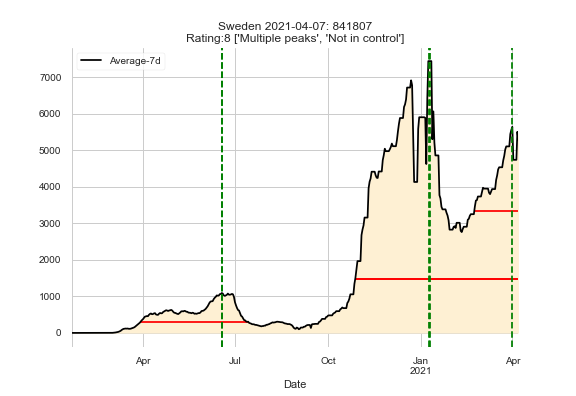 Sweden 2021-04-07: 841807
Rating:8 ['Multiple peaks', 'Not in control']
Average-7d
7000
6000
5000
4000
3000
2000
1000
0
Apr
Jul
Oct
Jan
2021
Apr
Date